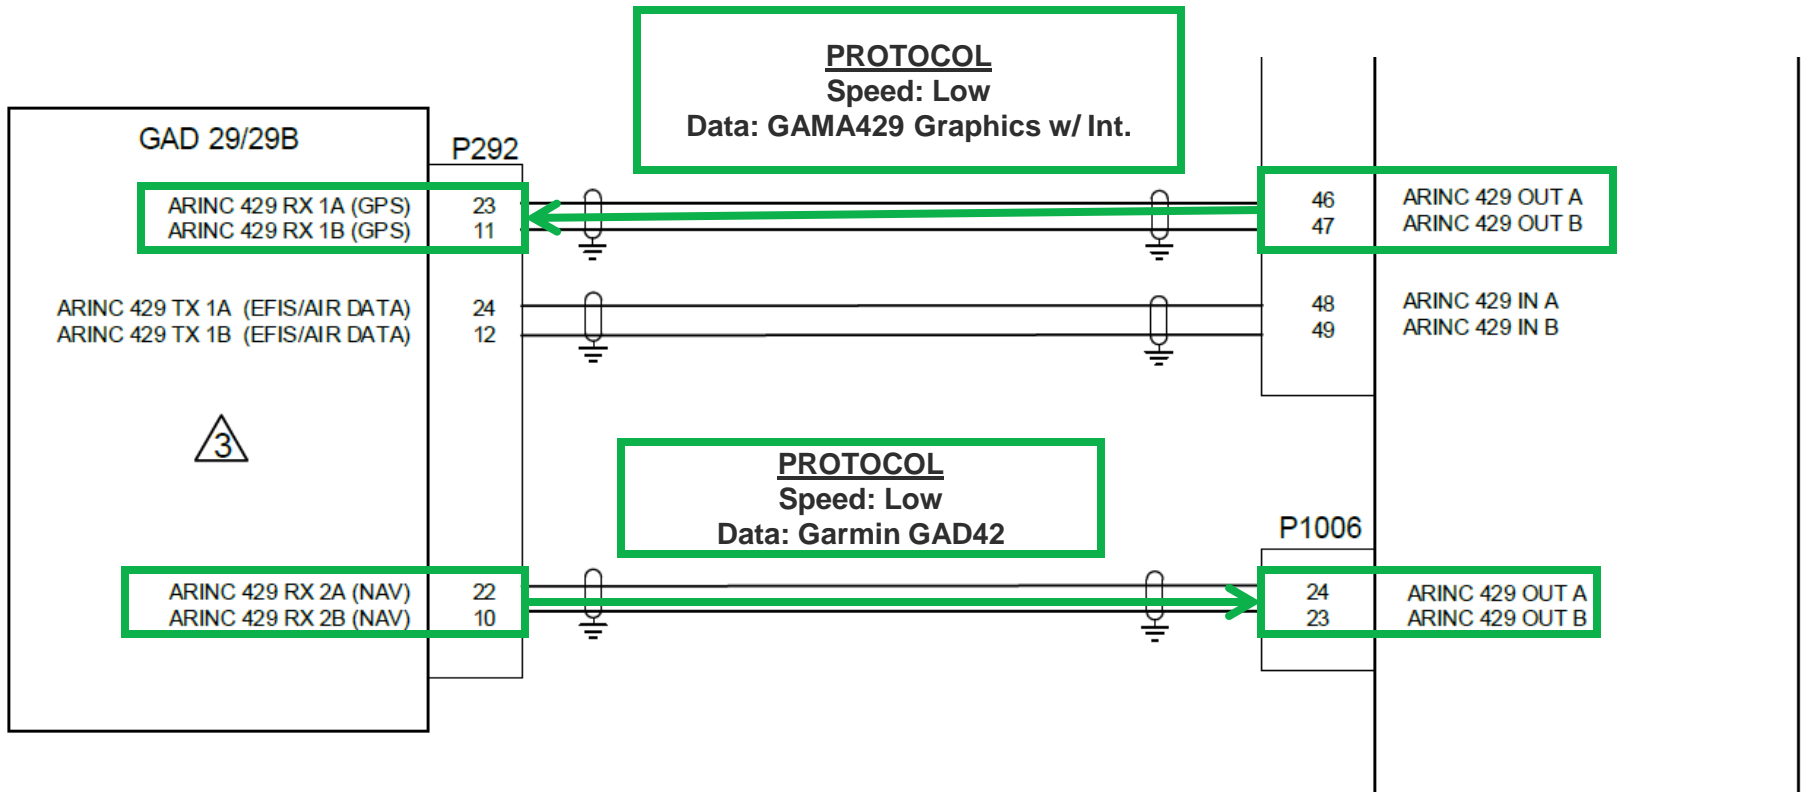 PROTOCOL
Speed: Low
Data: GAMA429 Graphics w/ Int.
GAD 29/29B
P292
ARINC 429 RX 1A (GPS) 23 46 ARINC 429 OUT A
ARINC 429 RX 1B (GPS) 11 47 ARINC 429 OUT B
ARINC 429 TX 1A (EFIS/AIR DATA) 24 48 ARINC 429 IN A
ARINC 429 TX 1B (EFIS/AIR DATA) 12 49 ARINC 429 IN B
3
PROTOCOL
Speed: Low
Data: Garmin GAD42
P1006
ARINC 429 RX 2A (NAV) 22 24 ARINC 429 OUT A
ARINC 429 RX 2B (NAV) 10 23 ARINC 429 OUT B